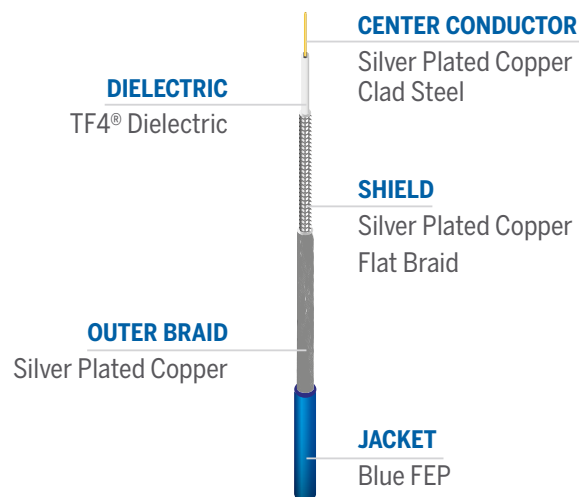 CENTER CONDUCTOR
Silver Plated Copper
Clad Steel
DIELECTRIC
TF4® Dielectric
SHIELD
Silver Plated Copper
Flat Braid
OUTER BRAID
Silver Plated Copper
JACKET
Blue FEP